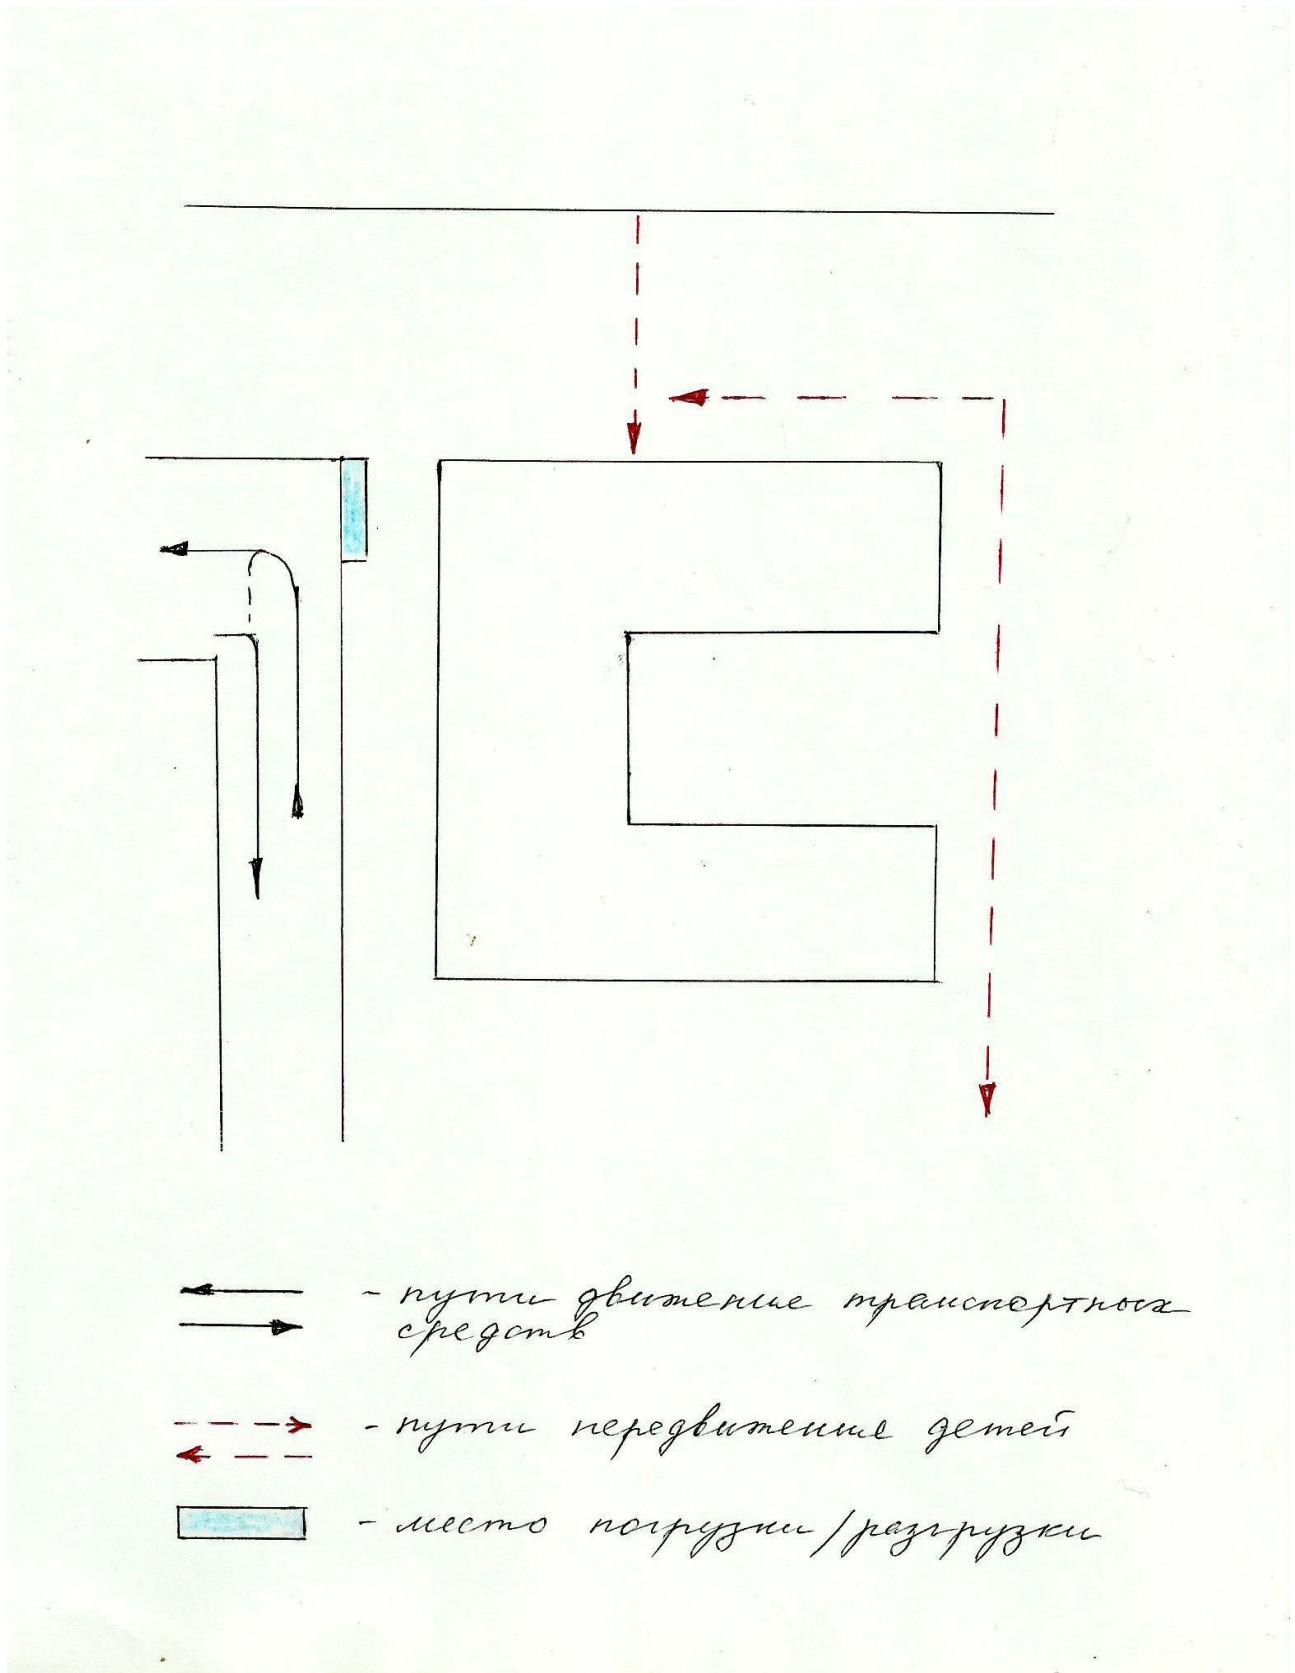 - пути движение транспортных
средств
- пути передвижение детей
- место погрузки/разгрузки